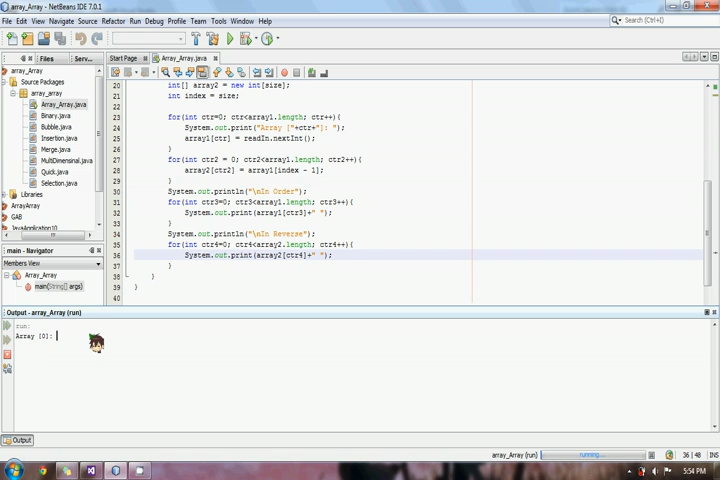 array_Array - NetBeans IDE 7.0.1
File Edit View Navigate Source Refactor Run Debug Profile Team Tools Window Help
Search (Ctrl+I)
Files Serv...
Start Page Array_Array.java
array_Array
Source Packages
array_array
Array_Array.java
Binary.java
Bubble.java
Insertion.java
Merge.java
MultiDimensinal.java
Quick.java
Selection.java
Libraries
ArrayArray
GAB
JavaApplication10
20 int[] array2 = new int[size];
21 int index = size;
22
23 for(int ctr=0; ctr<array1.length; ctr++){
24 System.out.print("Array ["+ctr+"]: ");
25 array1[ctr] = readIn.nextInt();
26 }
27 for(int ctr2 = 0; ctr2<array1.length; ctr2++){
28 array2[ctr2] = array1[index - 1];
29 }
30 System.out.println("\nIn Order");
31 for(int ctr3=0; ctr3<array1.length; ctr3++){
32 System.out.print(array1[ctr3]+" ");
33 }
34 System.out.println("\nIn Reverse");
35 for(int ctr4=0; ctr4<array2.length; ctr4++){
36 System.out.print(array2[ctr4]+" ");
37 }
38 }
39 }
40
main - Navigator
Members View
Array_Array
main(String[] args)
Output - array_Array (run)
run:
Array [0]:
Output
array_Array (run) running... 36 | 48 INS
5:54 PM